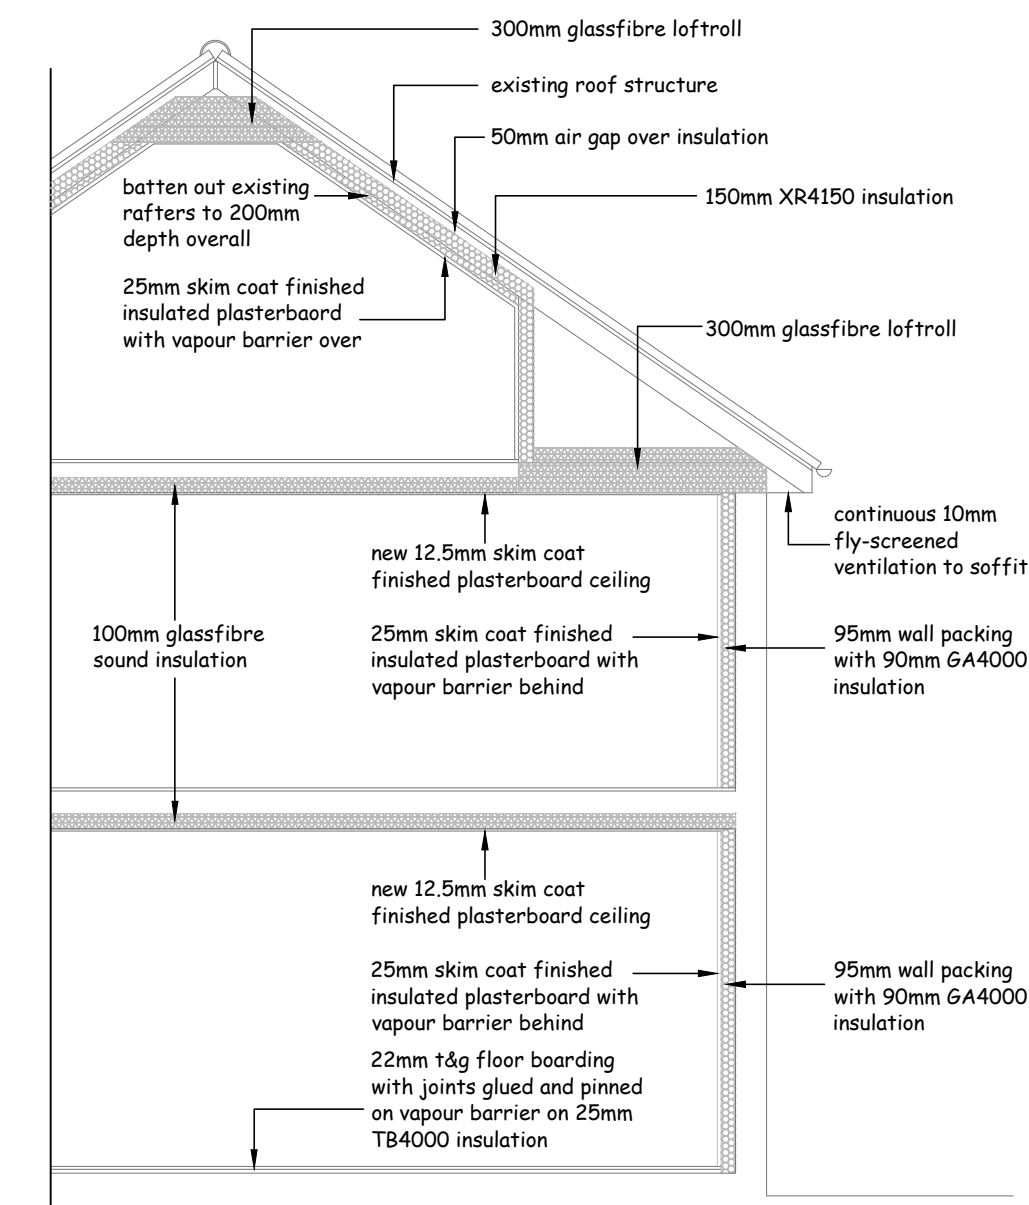 300mm glassfibre loftroll
existing roof structure
50mm air gap over insulation
batten out existing
rafters to 200mm
depth overall
150mm XR4150 insulation
25mm skim coat finished
insulated plasterbaord
with vapour barrier over
300mm glassfibre loftroll
continuous 10mm
fly-screened
ventilation to soffit
new 12.5mm skim coat
finished plasterboard ceiling
100mm glassfibre
sound insulation
25mm skim coat finished
insulated plasterboard with
vapour barrier behind
95mm wall packing
with 90mm GA4000
insulation
new 12.5mm skim coat
finished plasterboard ceiling
25mm skim coat finished
insulated plasterboard with
vapour barrier behind
95mm wall packing
with 90mm GA4000
insulation
22mm t&g floor boarding
with joints glued and pinned
on vapour barrier on 25mm
TB4000 insulation